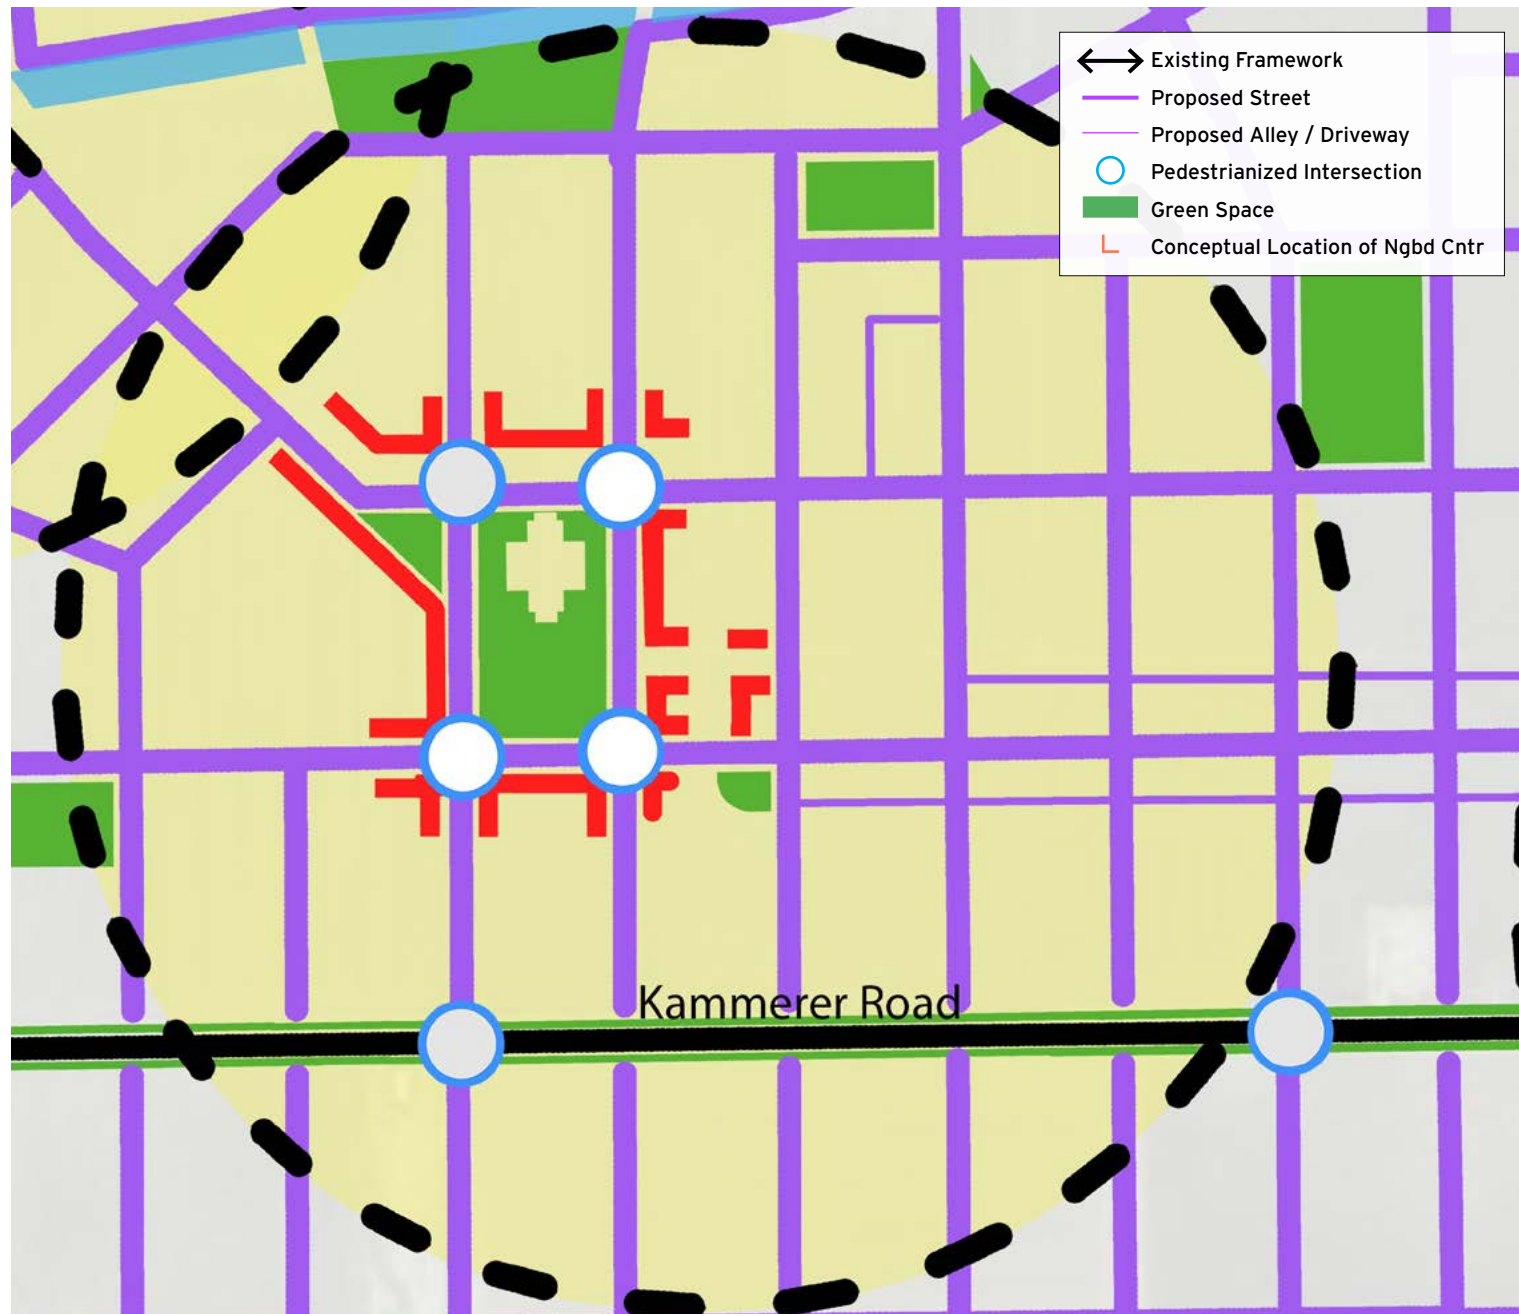 Existing Framework
Proposed Street
Proposed Alley / Driveway
Pedestrianized Intersection
Green Space
Conceptual Location of Ngbd Cntr
Kammerer Road